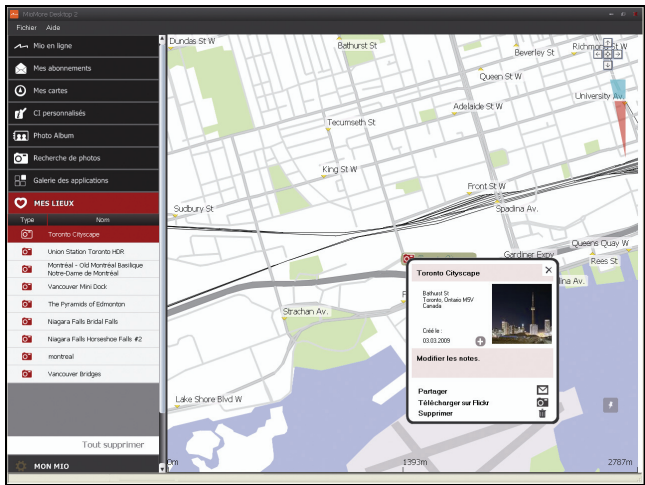 MioMore Desktop 2
Fichier Aide
Mio en ligne
Mes abonnements
Mes cartes
CI personnalisés
Photo Album
Recherche de photos
Galerie des applications
MES LIEUX
Type Nom
Toronto Cityscape
Union Station Toronto HDR
Montréal - Old Montréal Basilique
Notre-Dame de Montréal
Vancouver Mini Dock
The Pyramids of Edmonton
Niagara Falls Bridal Falls
Niagara Falls Horseshoe Falls #2
montreal
Vancouver Bridges
Tout supprimer
MON MIO
Dundas St W
Bathurst St
Beverley St
Richmond St W
Queen St W
University Av.
Adelaide St W
Tecumseth St
King St W
Front St W
Sudbury St
Spadina Av.
Queens Quay W
Gardiner Expy
Rees St
ina Av.
Strachan Av.
Lake Shore Blvd W
Toronto Cityscape
Bathurst St
Toronto, Ontario M5V
Canada
Créé le :
03.03.2009
Modifier les notes.
Partager
Télécharger sur Flickr
Supprimer
0m
1393m
2787m